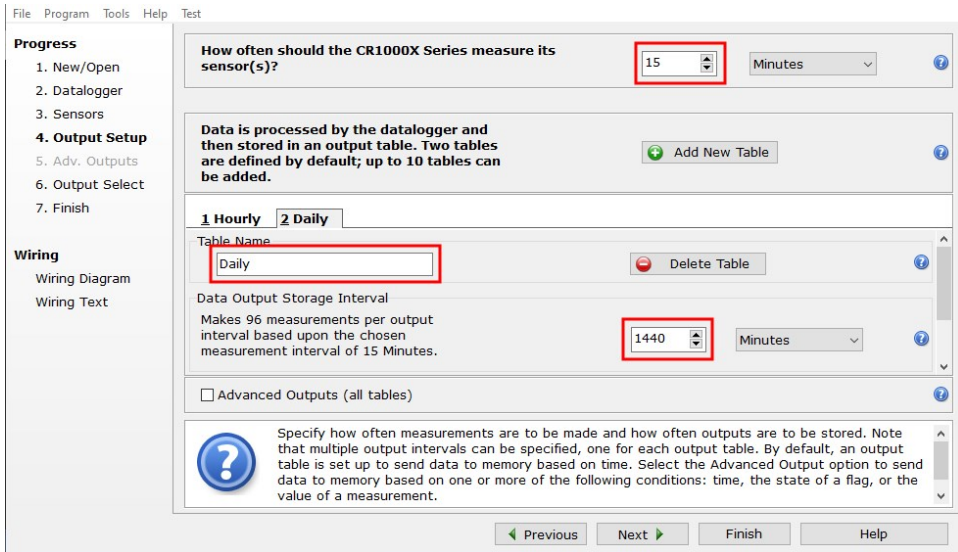 File Program Tools Help Test
Progress
1. New/Open
2. Datalogger
3. Sensors
4. Output Setup
5. Adv. Outputs
6. Output Select
7. Finish
Wiring
Wiring Diagram
Wiring Text
How often should the CR1000X Series measure its
sensor(s)?
15
Minutes
Data is processed by the datalogger and
then stored in an output table. Two tables
are defined by default; up to 10 tables can
be added.
Add New Table
1 Hourly
2 Daily
Table Name
Daily
Delete Table
Data Output Storage Interval
Makes 96 measurements per output
interval based upon the chosen
measurement interval of 15 Minutes.
1440
Minutes
Advanced Outputs (all tables)
Specify how often measurements are to be made and how often outputs are to be stored. Note
that multiple output intervals can be specified, one for each output table. By default, an output
table is set up to send data to memory based on time. Select the Advanced Output option to send
data to memory based on one or more of the following conditions: time, the state of a flag, or the
value of a measurement.
Previous
Next
Finish
Help